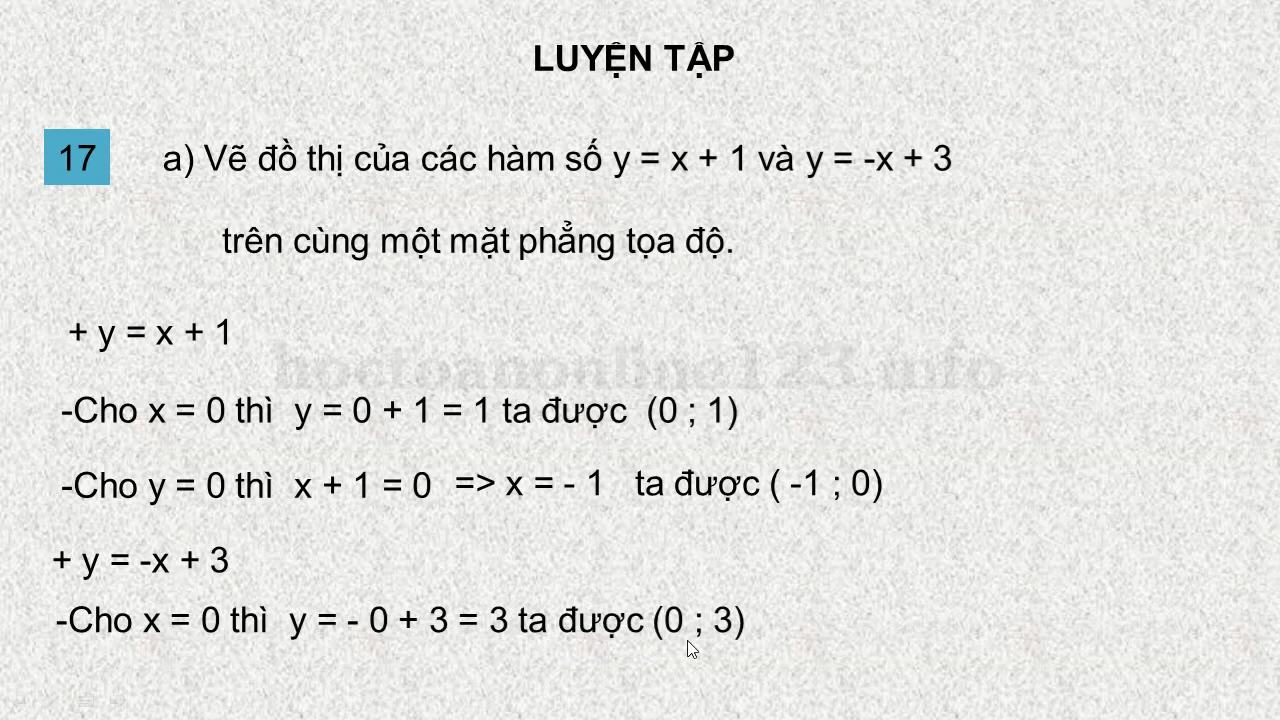 LUYỆN TẬP
17 a) Vẽ đồ thị của các hàm số y = x + 1 và y = -x + 3
trên cùng một mặt phẳng tọa độ.
+ y = x + 1
hoctoanonline123.info
-Cho x = 0 thì y = 0 + 1 = 1 ta được (0 ; 1)
-Cho y = 0 thì x + 1 = 0 => x = - 1 ta được ( -1 ; 0)
+ y = -x + 3
-Cho x = 0 thì y = - 0 + 3 = 3 ta được (0 ; 3)